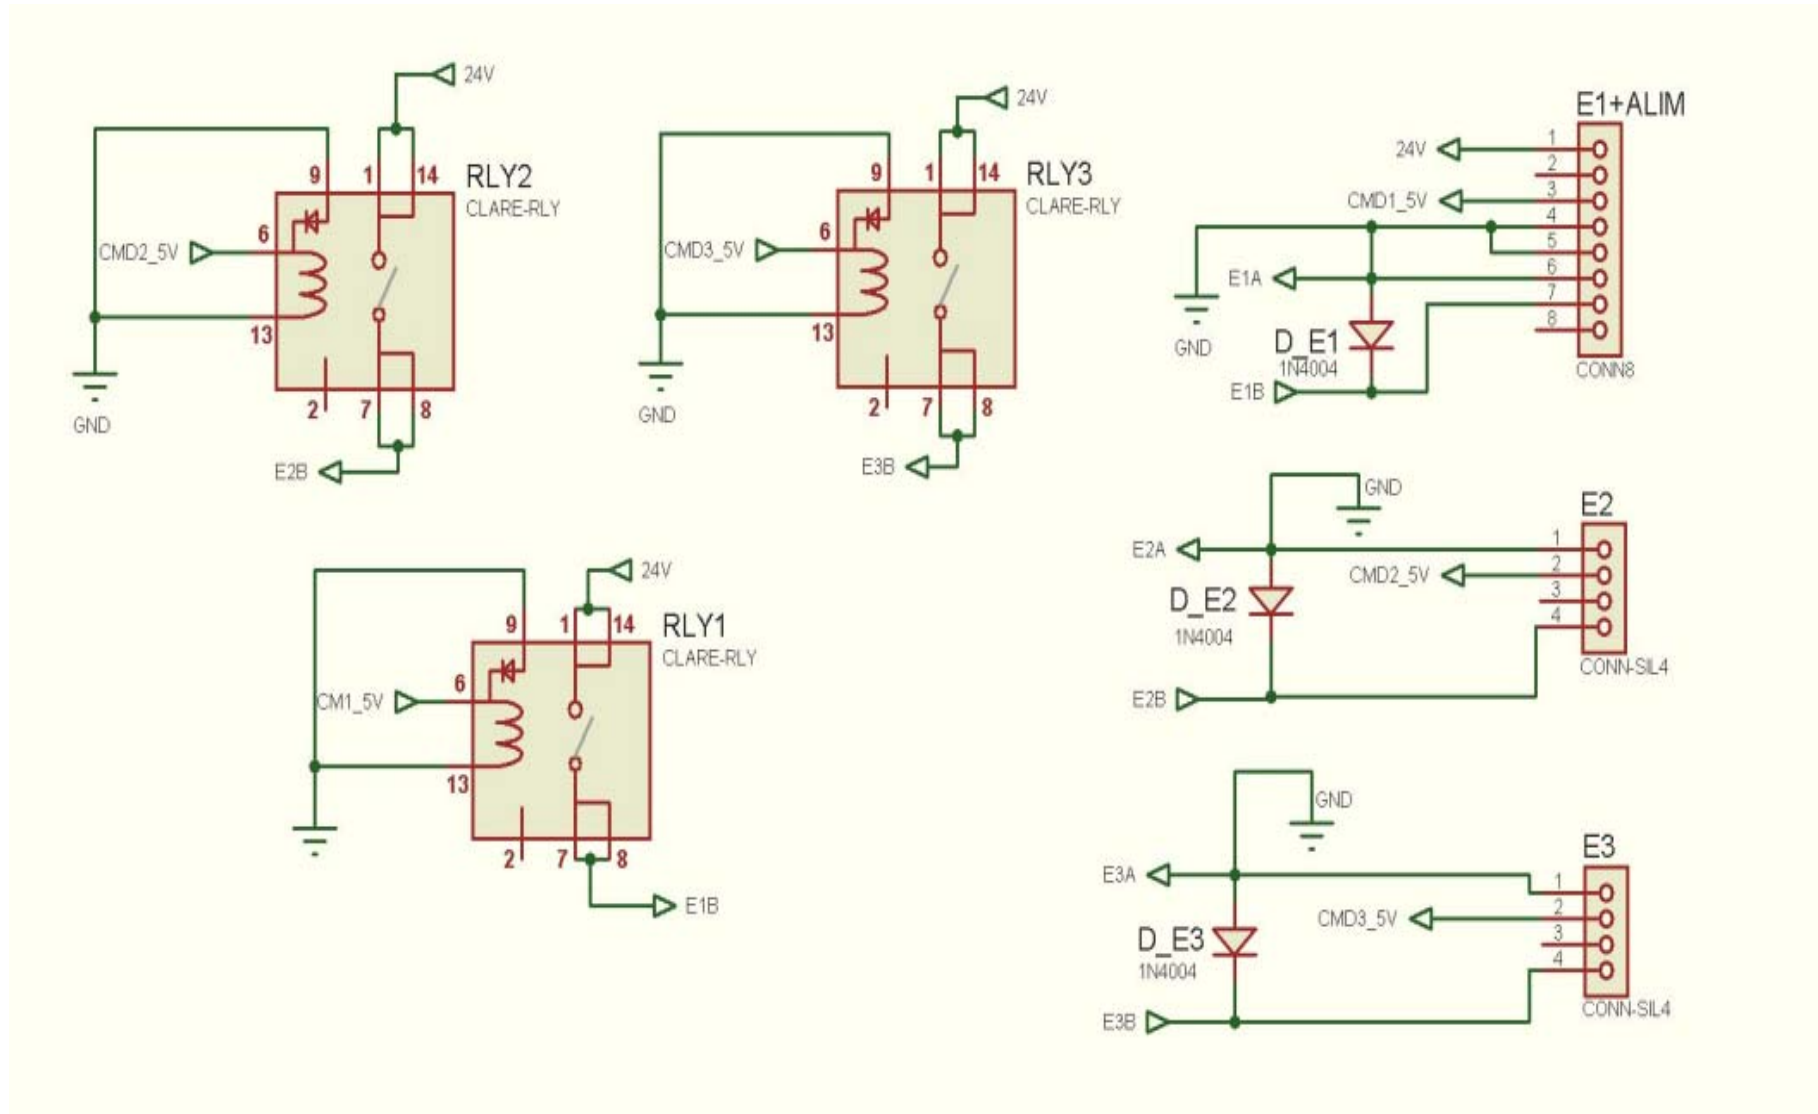 24V
9
1
14
RLY2
CLARE-RLY
6
CMD2_5V
13
2
7
8
GND
E2B
24V
9
1
14
RLY3
CLARE-RLY
6
CMD3_5V
13
2
7
8
GND
E3B
24V
9
1
14
RLY1
CLARE-RLY
6
CM1_5V
13
2
7
8
E1B
E1+ALIM
24V
1
2
CMD1_5V
3
4
5
E1A
6
7
8
GND
D_E1
1N4004
CONN8
E1B
GND
E2
E2A
1
CMD2_5V
2
3
4
D_E2
1N4004
CONN-SIL4
E2B
GND
E3
E3A
1
CMD3_5V
2
3
4
D_E3
1N4004
CONN-SIL4
E3B